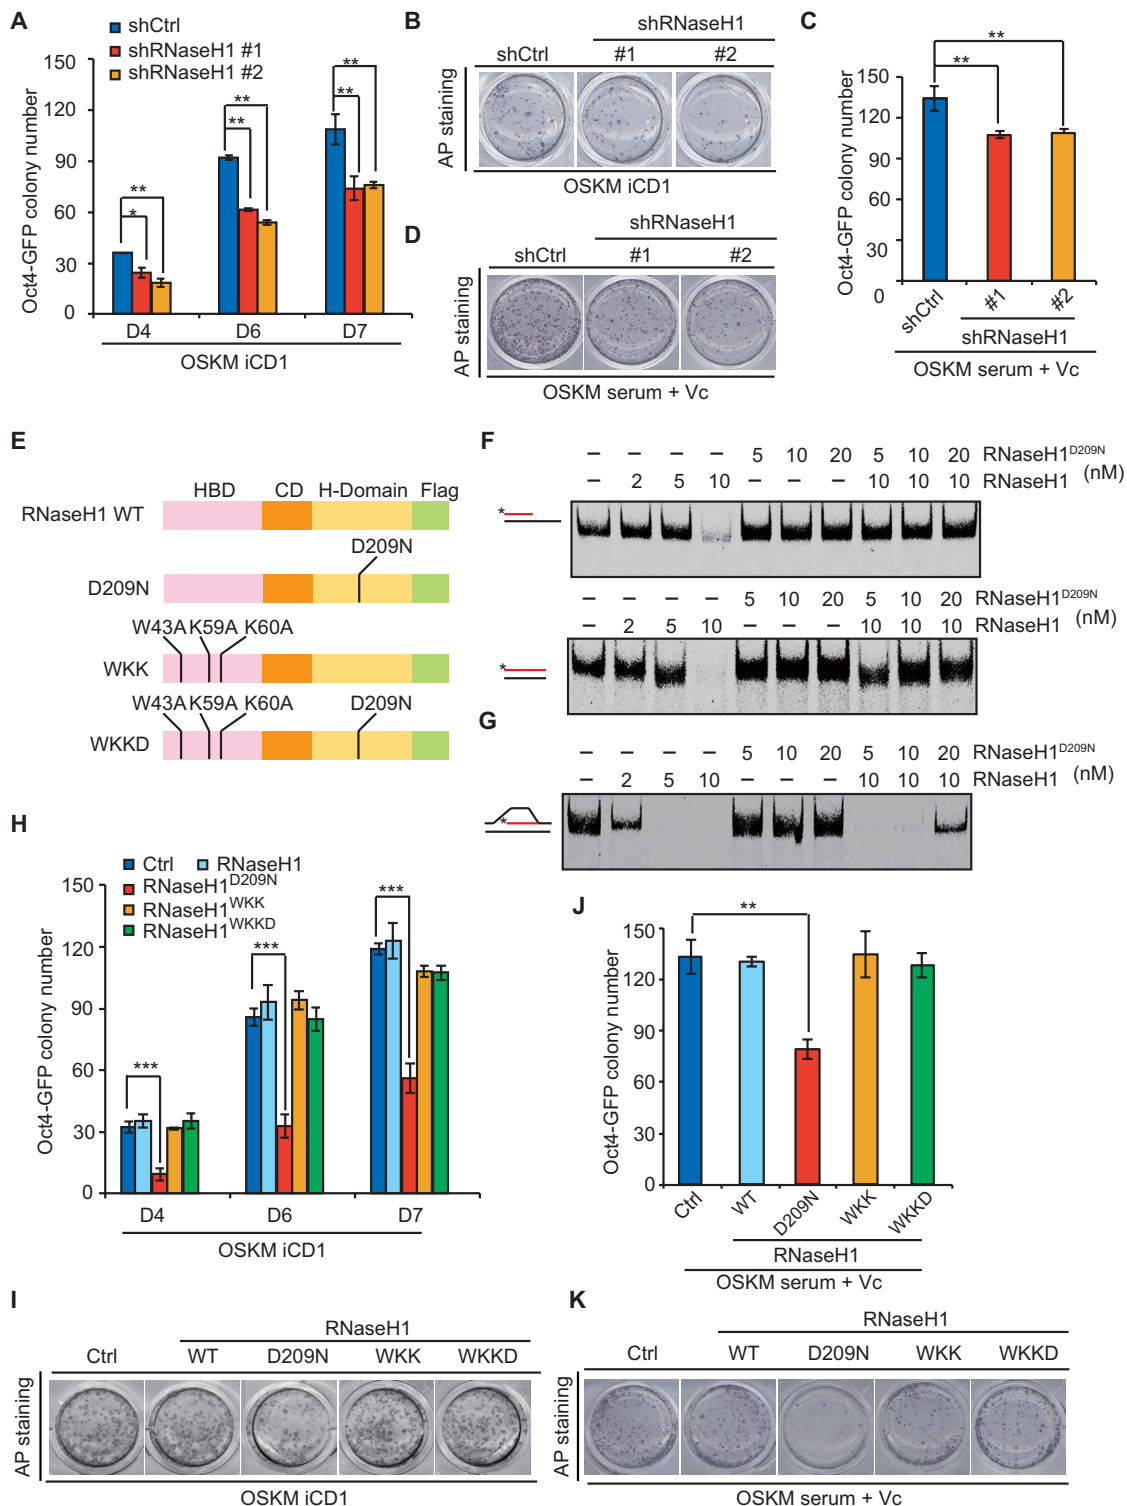 A
shCtrl
shRNaseH1 #1
shRNaseH1 #2
Oct4-GFP colony number
150
120
90
60
30
0
*
**
**
**
**
**
D4
D6
D7
OSKM iCD1
B
shRNaseH1
shCtrl
#1
#2
AP staining
OSKM iCD1
C
Oct4-GFP colony number
150
120
90
60
30
0
**
**
shCtrl
#1
#2
shRNaseH1
OSKM serum + Vc
D
shRNaseH1
shCtrl
#1
#2
AP staining
OSKM serum + Vc
E
HBD CD H-Domain Flag
RNaseH1 WT
D209N
D209N
W43A K59A K60A
WKK
W43A K59A K60A D209N
WKKD
F
– – – – 5 10 20 5 10 20 RNaseH1D209N
– 2 5 10 – – – 10 10 10 RNaseH1 (nM)
*
– – – – 5 10 20 5 10 20 RNaseH1D209N
– 2 5 10 – – – 10 10 10 RNaseH1 (nM)
*
G
– – – – 5 10 20 5 10 20 RNaseH1D209N
– 2 5 10 – – – 10 10 10 RNaseH1 (nM)
*
H
Ctrl RNaseH1
RNaseH1D209N
RNaseH1WKK
RNaseH1WKKD
Oct4-GFP colony number
150
120
90
60
30
0
***
***
***
D4
D6
D7
OSKM iCD1
J
Oct4-GFP colony number
150
120
90
60
30
0
**
Ctrl
WT
D209N
WKK
WKKD
RNaseH1
OSKM serum + Vc
I
RNaseH1
Ctrl WT D209N WKK WKKD
AP staining
OSKM iCD1
K
RNaseH1
Ctrl WT D209N WKK WKKD
AP staining
OSKM serum + Vc